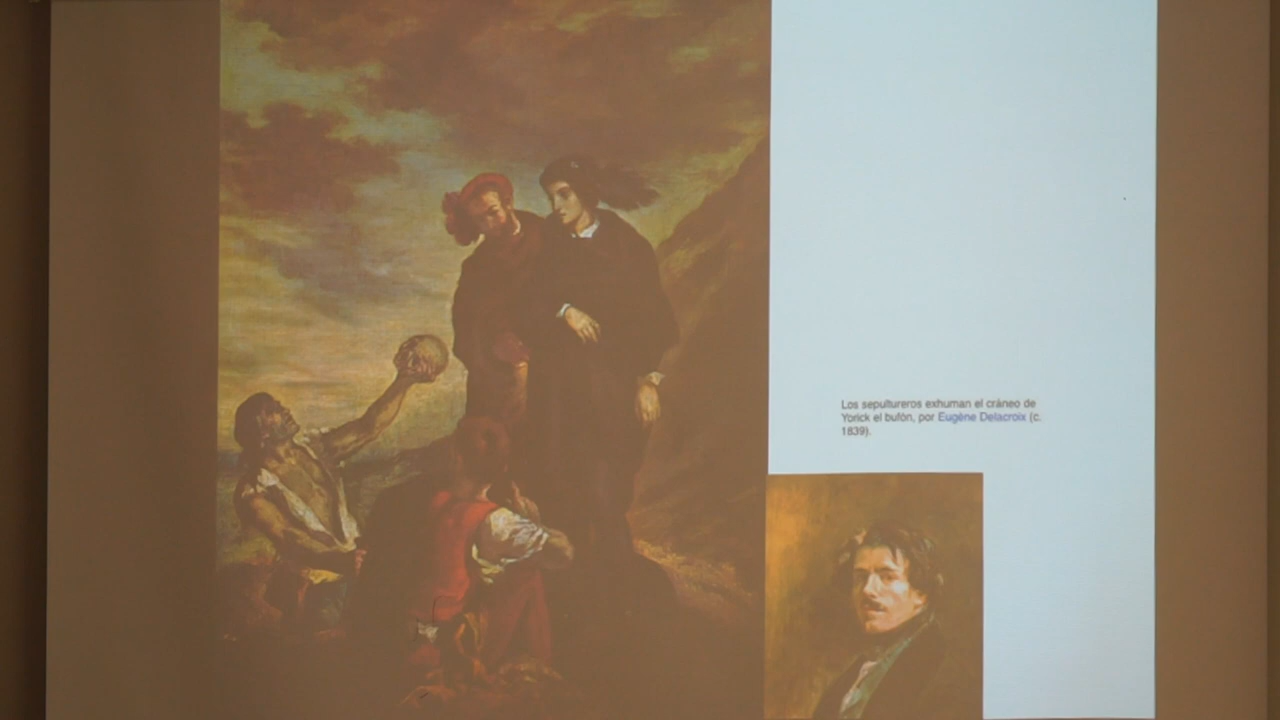 Los sepultureros exhuman el cráneo de
Yorick el bufón, por Eugène Delacroix (c.
1839).